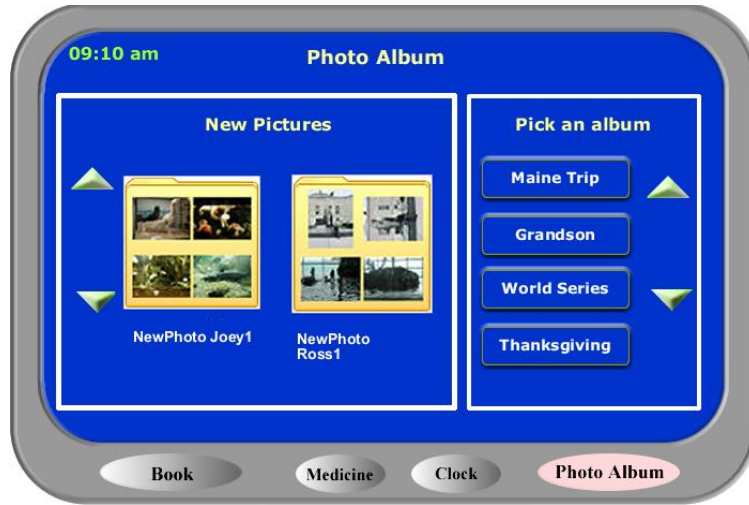 09:10 am
Photo Album
New Pictures
NewPhoto Joey1
NewPhoto
Ross1
Pick an album
Maine Trip
Grandson
World Series
Thanksgiving
Book
Medicine
Clock
Photo Album